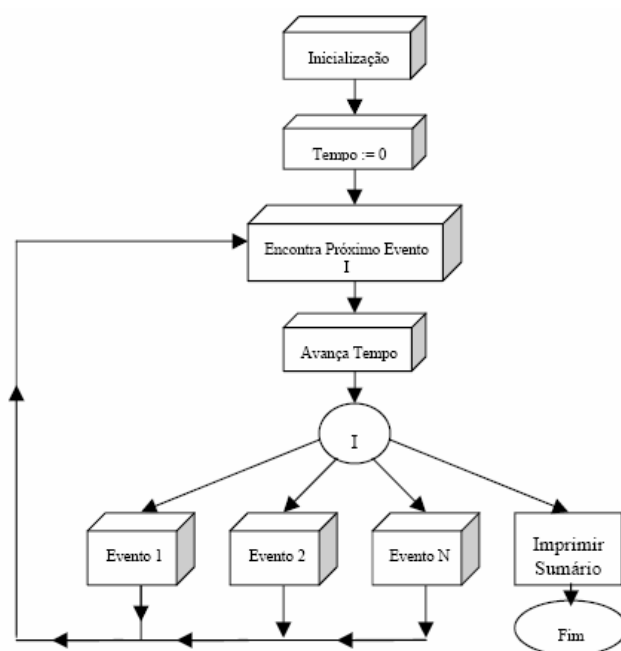 Inicialização
Tempo := 0
Encontra Próximo Evento
I
Avança Tempo
I
Evento 1
Evento 2
Evento N
Imprimir
Sumário
Fim